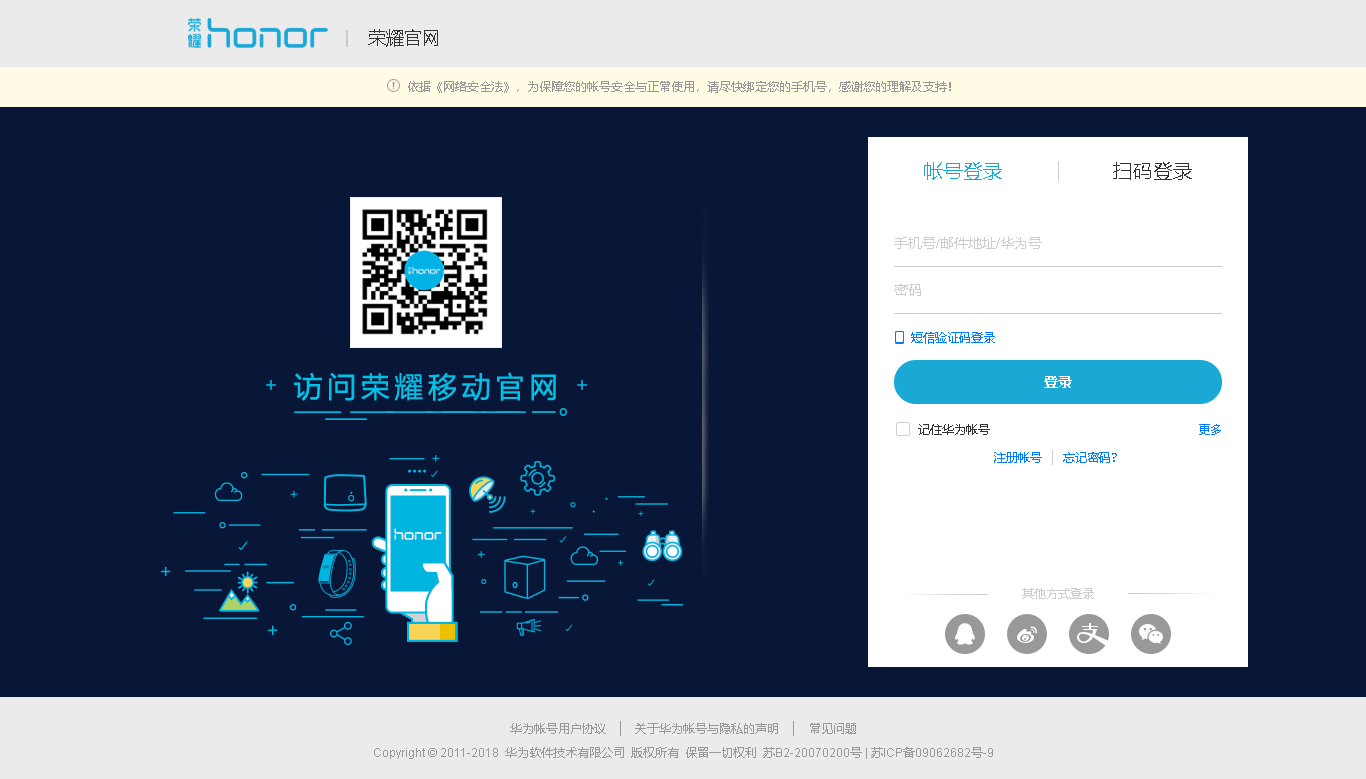 荣耀 honor | 荣耀官网
依据《网络安全法》，为保障您的帐号安全与正常使用，请尽快绑定您的手机号，感谢您的理解及支持!
honor
访问荣耀移动官网
honor
帐号登录 | 扫码登录
手机号/邮件地址/华为号
密码
短信验证码登录
登录
记住华为帐号 更多
注册帐号 | 忘记密码?
其他方式登录
支
华为帐号用户协议 | 关于华为帐号与隐私的声明 | 常见问题
Copyright © 2011-2018 华为软件技术有限公司 版权所有 保留一切权利 苏B2-20070200号 | 苏ICP备09062682号-9